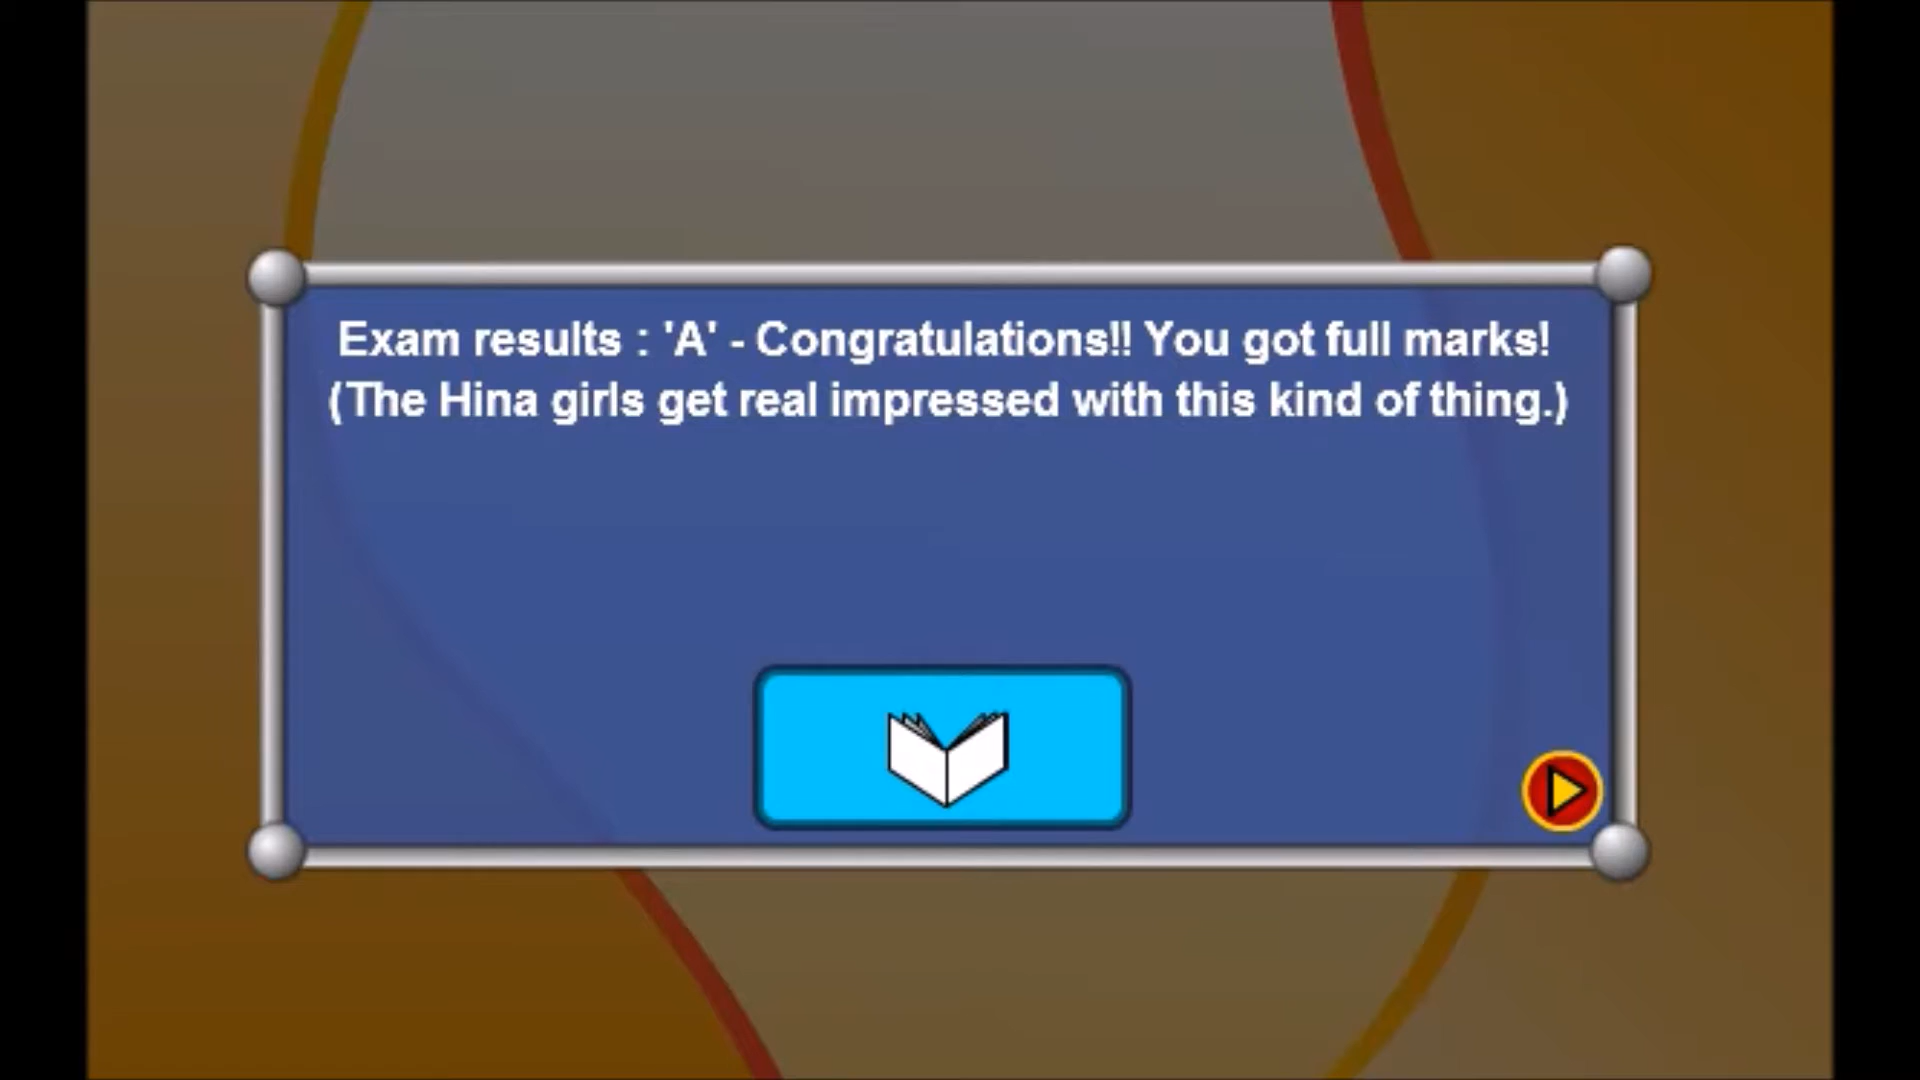 Exam results : 'A' - Congratulations!! You got full marks!
(The Hina girls get real impressed with this kind of thing.)